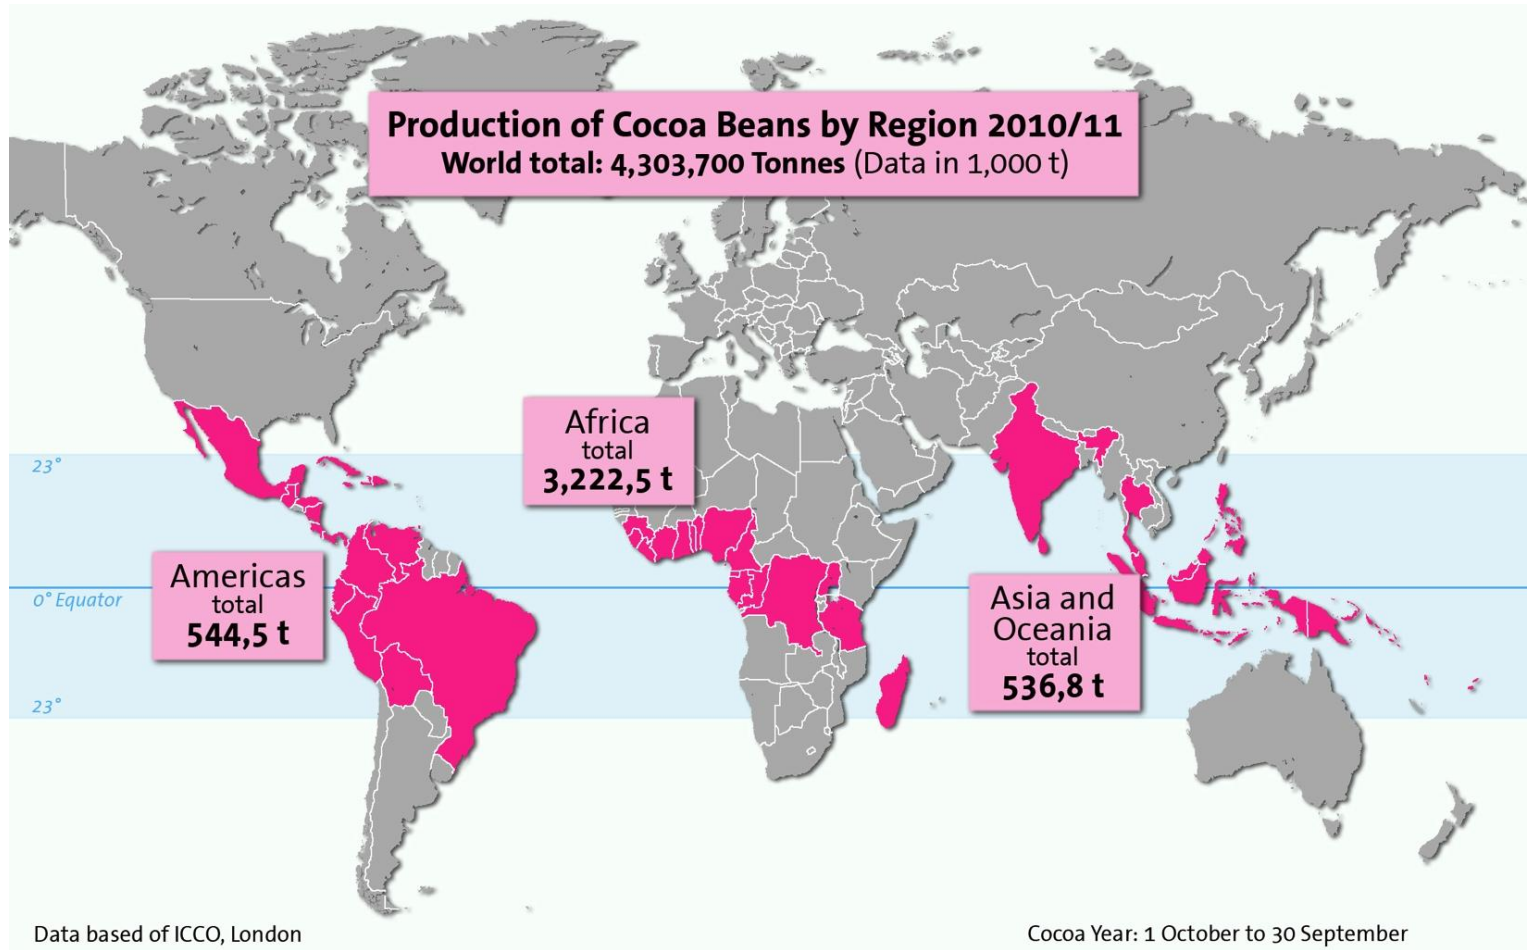 Production of Cocoa Beans by Region 2010/11
World total: 4,303,700 Tonnes (Data in 1,000 t)
Africa
total
3,222,5 t
23°
Americas
total
544,5 t
0° Equator
Asia and
Oceania
total
536,8 t
23°
Data based of ICCO, London
Cocoa Year: 1 October to 30 September